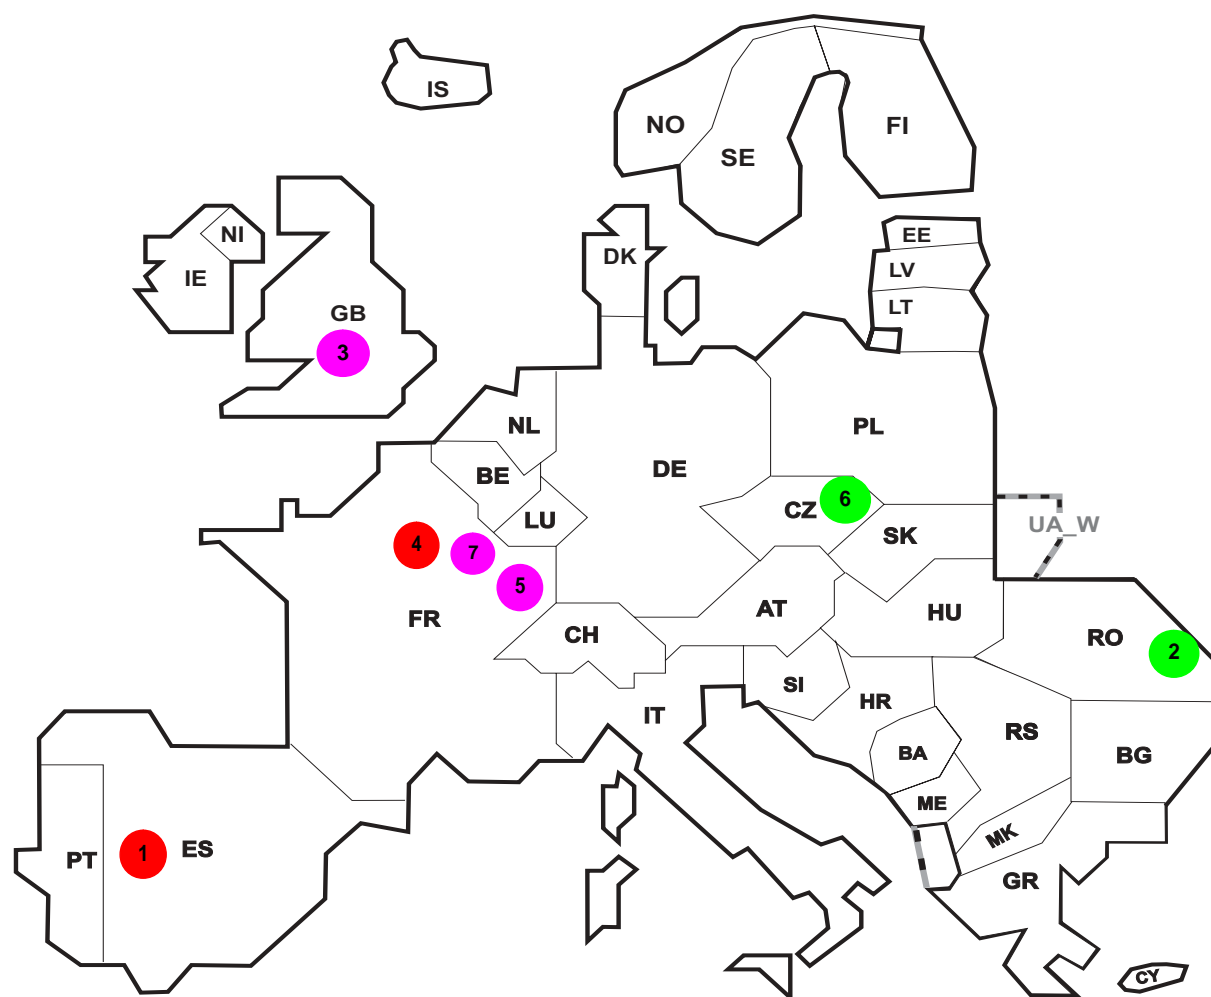 IS
NO
FI
SE
NI
EE
DK
LV
IE
LT
GB
3
NL
PL
DE
BE
6
CZ
LU
UA_W
SK
4
7
5
AT
HU
FR
CH
RO
2
SI
HR
IT
RS
BA
BG
ME
MK
1
ES
PT
GR
CY